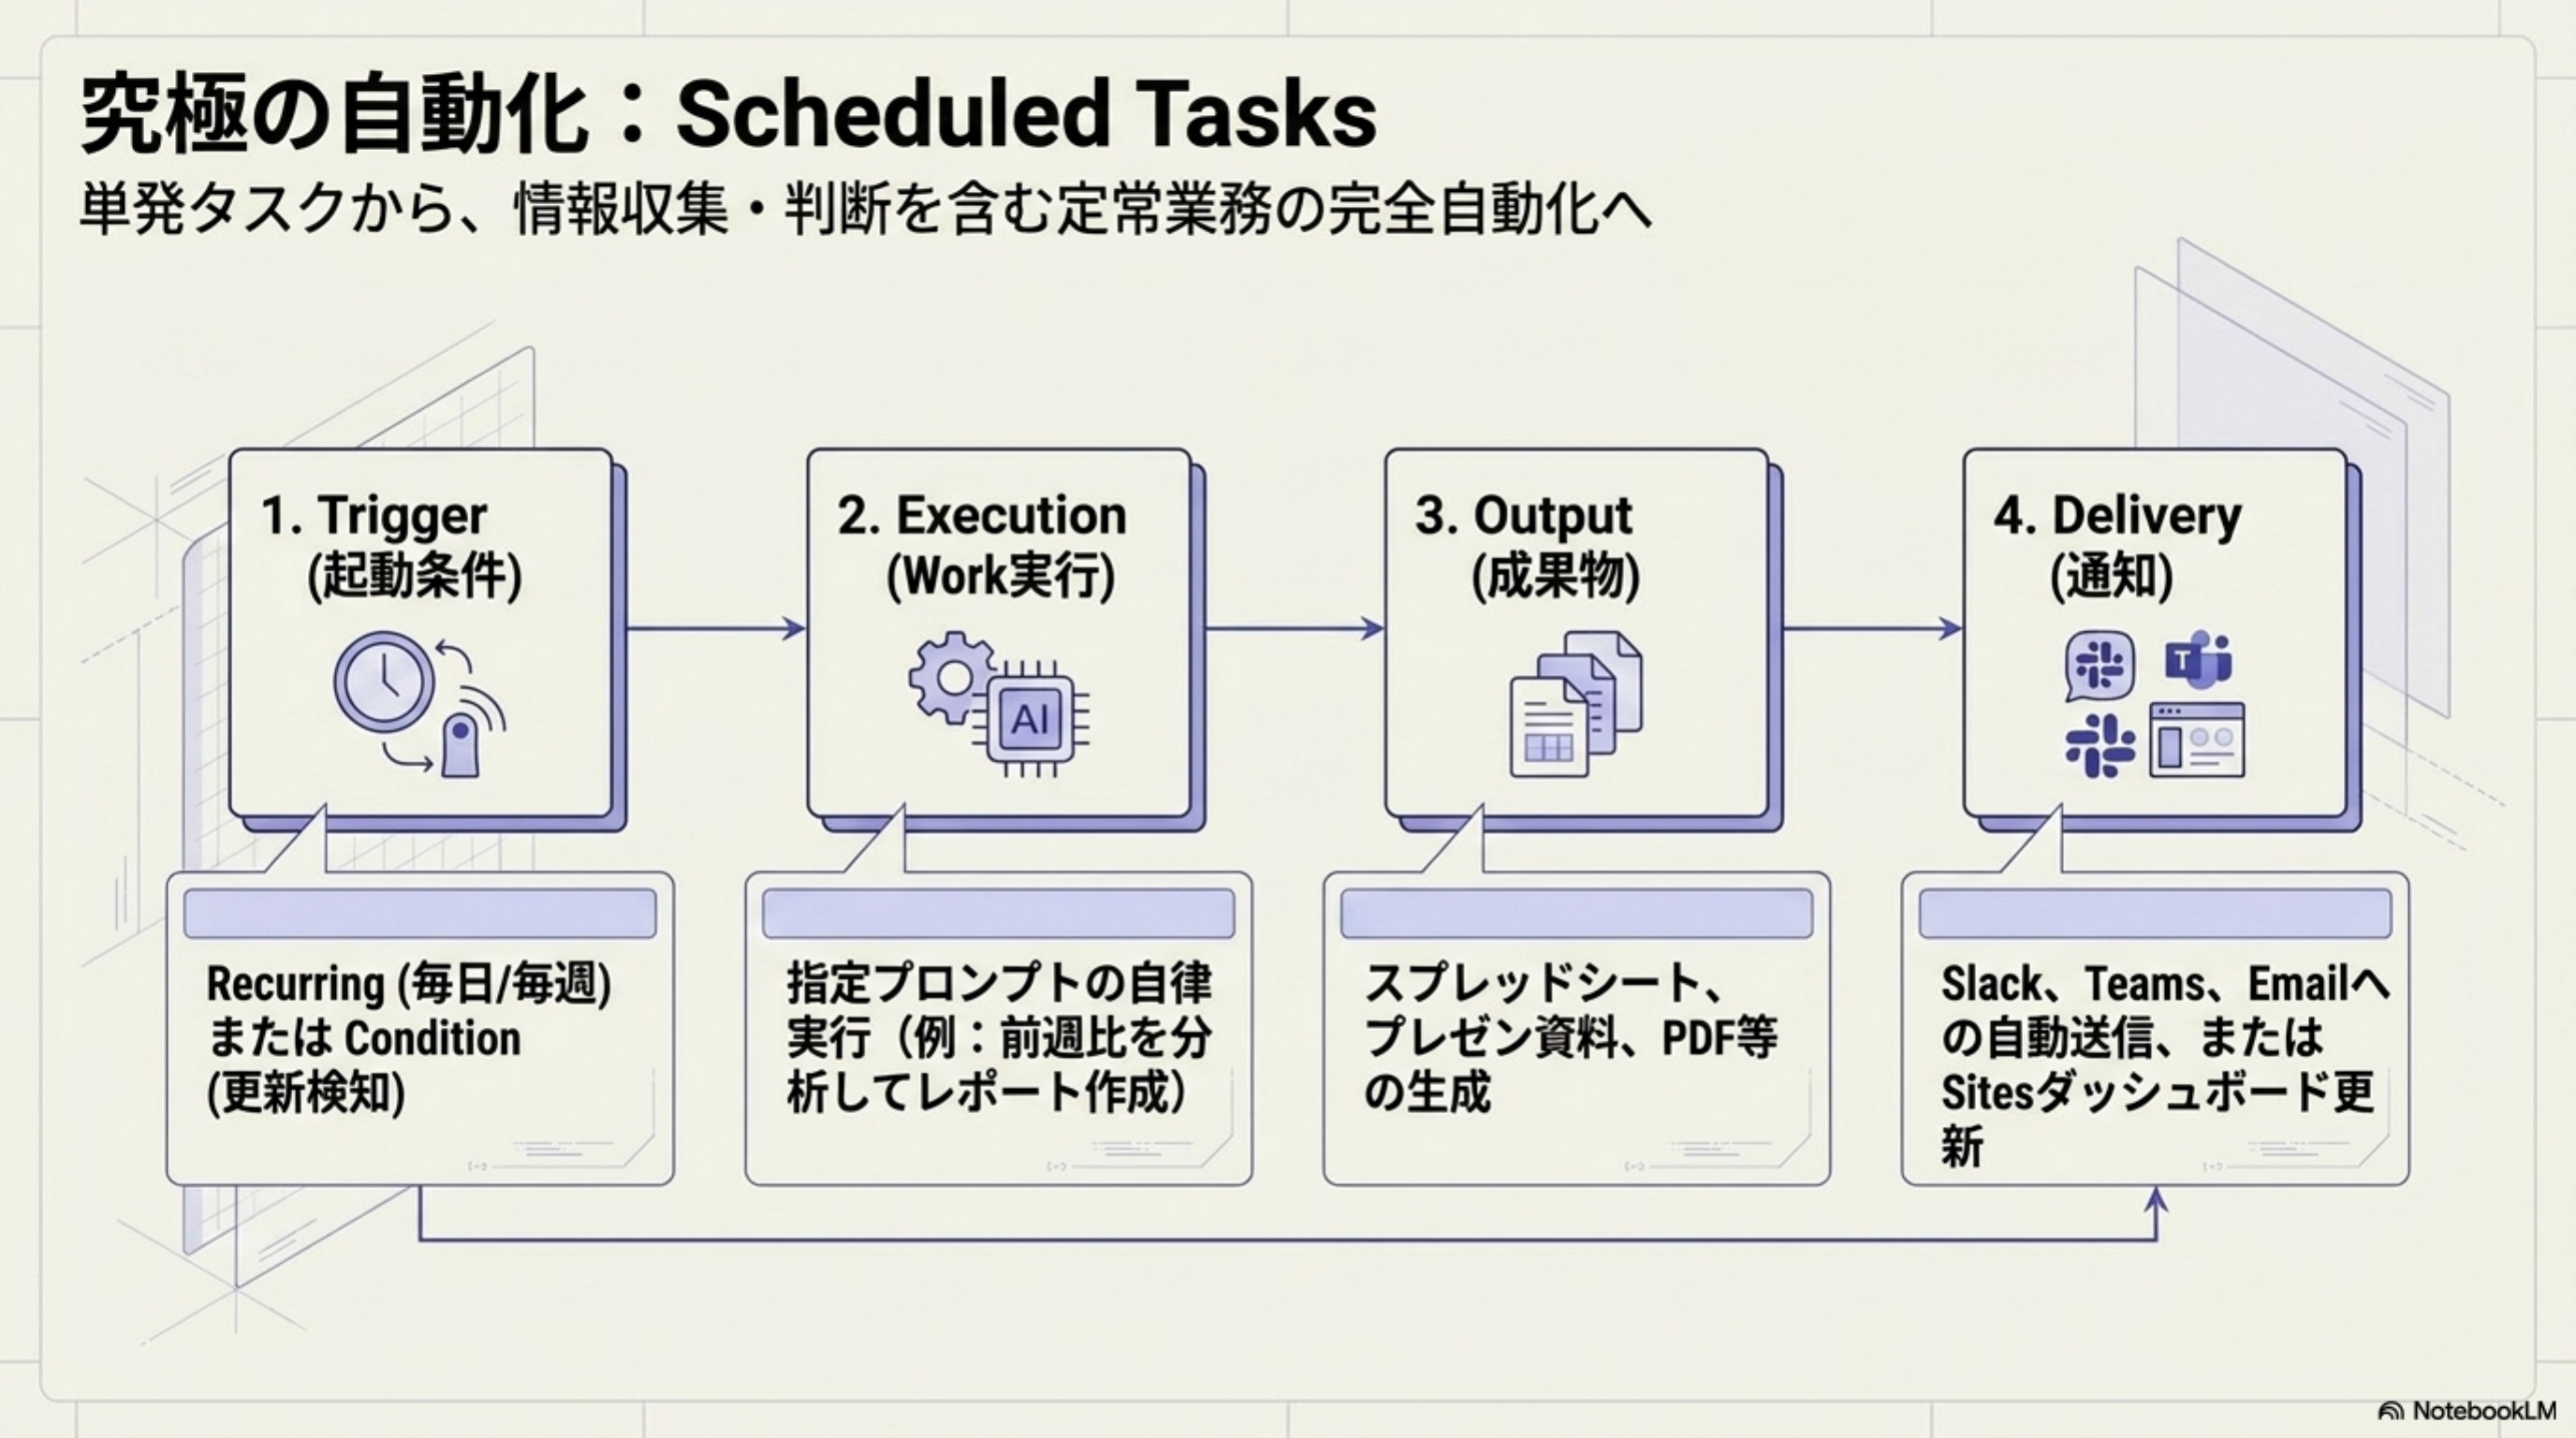 究極の自動化：Scheduled Tasks
単発タスクから、情報収集・判断を含む定常業務の完全自動化へ
1. Trigger
(起動条件)
2. Execution
(Work実行)
AI
3. Output
(成果物)
4. Delivery
(通知)
T
Recurring (毎日/毎週)
または Condition
(更新検知)
指定プロンプトの自律
実行（例：前週比を分
析してレポート作成）
スプレッドシート、
プレゼン資料、PDF等
の生成
Slack、Teams、Emailへ
の自動送信、または
Sitesダッシュボード更
新
NotebookLM